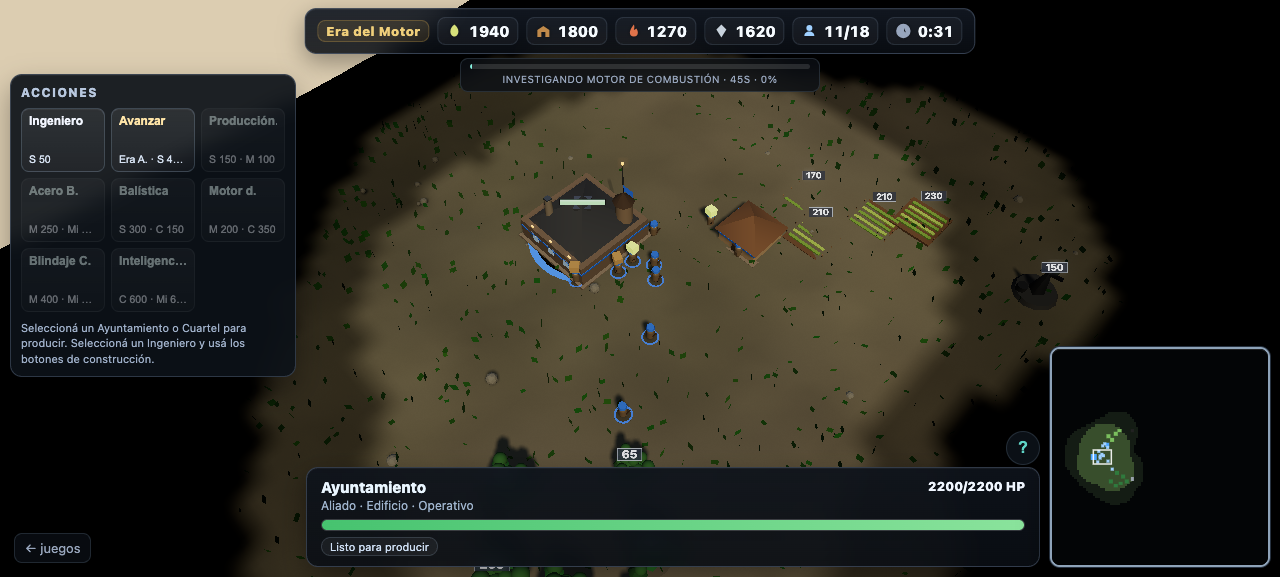 Era del Motor
1940
1800
1270
1620
11/18
0:31
INVESTIGANDO MOTOR DE COMBUSTIÓN · 45S · 0%
ACCIONES
Ingeniero
S 50
Avanzar
Era A. · S 4…
Producción.
S 150 · M 100
Acero B.
M 250 · Mi …
Balística
S 300 · C 150
Motor d.
M 200 · C 350
Blindaje C.
M 400 · Mi …
Inteligenc…
C 600 · Mi 6…
Seleccioná un Ayuntamiento o Cuartel para
producir. Seleccioná un Ingeniero y usá los
botones de construcción.
170
210
210
230
150
65
?
Ayuntamiento
2200/2200 HP
Aliado · Edificio · Operativo
Listo para producir
← juegos